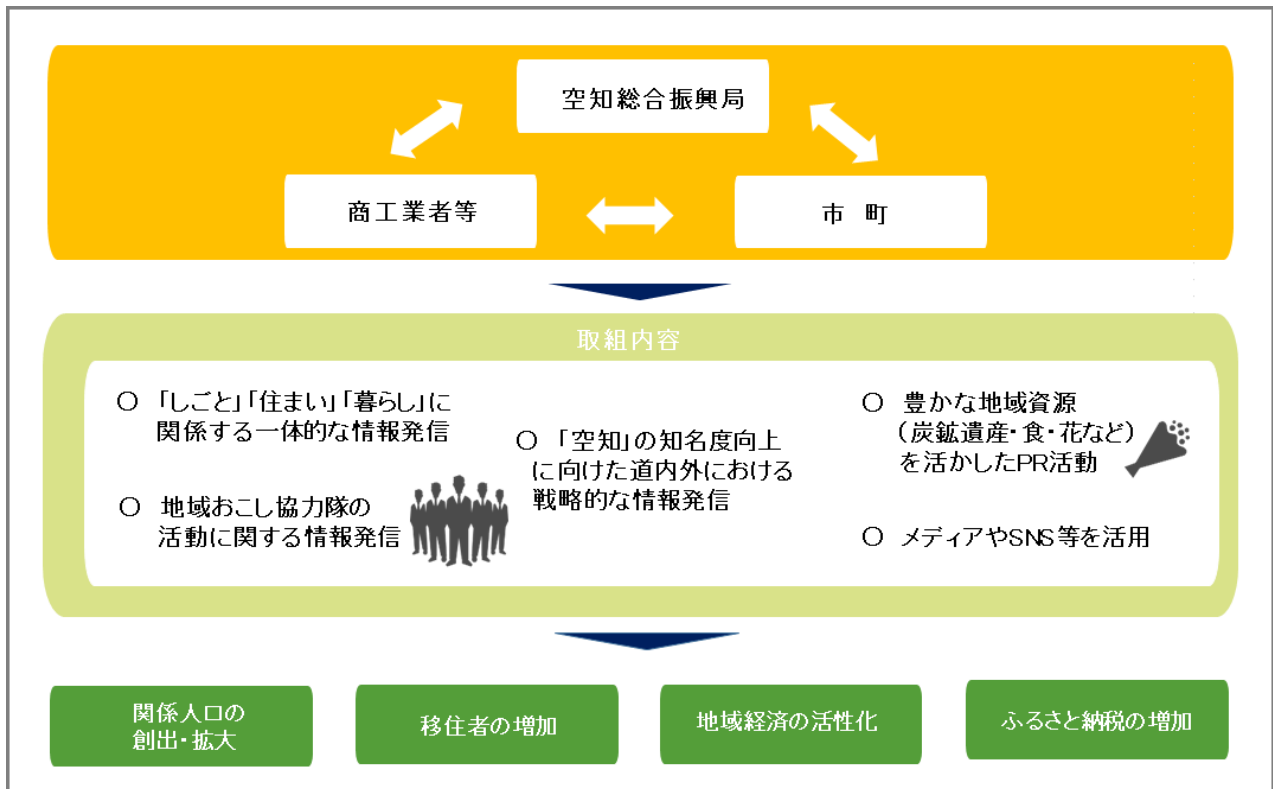 空知総合振興局
商工業者等
市 町
取組内容
○ 「しごと」「住まい」「暮らし」に
関係する一体的な情報発信
○ 地域おこし協力隊の
活動に関する情報発信
○ 「空知」の知名度向上
に向けた道内外における
戦略的な情報発信
○ 豊かな地域資源
（炭鉱遺産・食・花など）
を活かしたPR活動
○ メディアやSNS等を活用
関係人口の
創出・拡大
移住者の増加
地域経済の活性化
ふるさと納税の増加